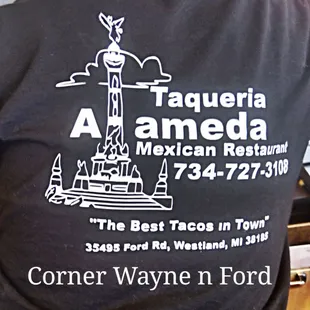 Taqueria
Alameda
Mexican Restaurant
734-727-3108
"The Best Tacos in Town"
35495 Ford Rd, Westland, MI 38185
Corner Wayne n Ford